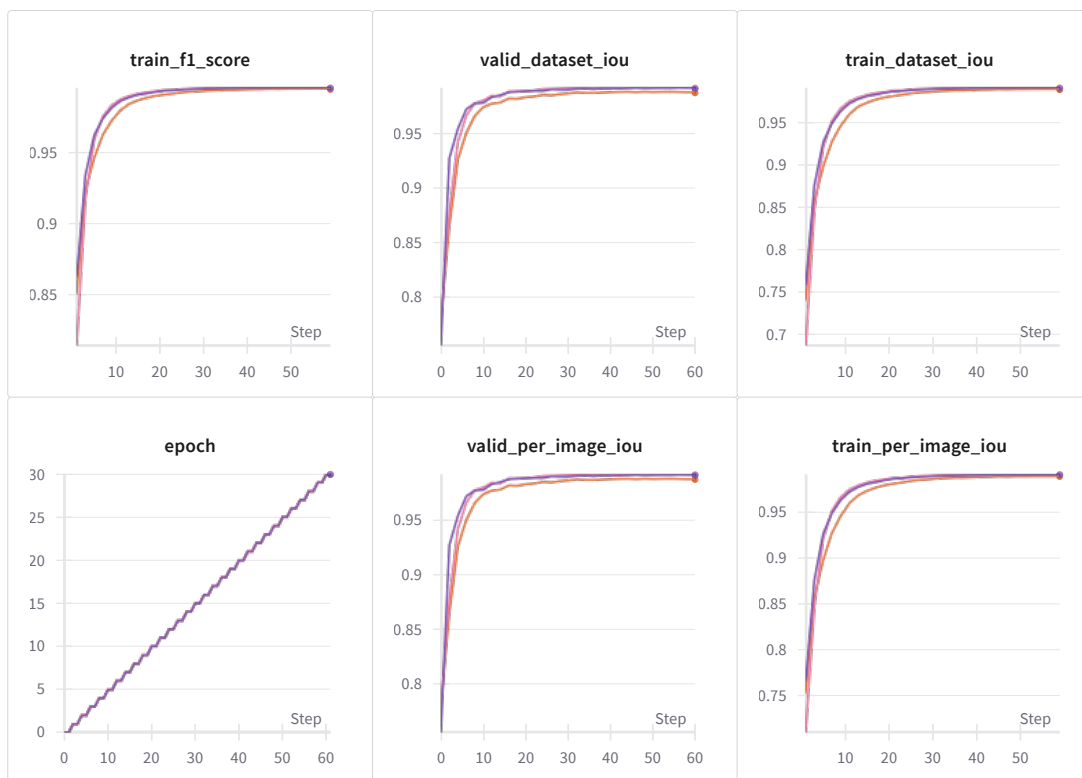 train_f1_score
0.95
0.9
0.85
Step
10 20 30 40 50
valid_dataset_iou
0.95
0.9
0.85
0.8
Step
0 10 20 30 40 50 60
train_dataset_iou
0.95
0.9
0.85
0.8
0.75
0.7
Step
10 20 30 40 50
epoch
30
25
20
15
10
5
0
Step
0 10 20 30 40 50 60
valid_per_image_iou
0.95
0.9
0.85
0.8
Step
0 10 20 30 40 50 60
train_per_image_iou
0.95
0.9
0.85
0.8
0.75
Step
10 20 30 40 50